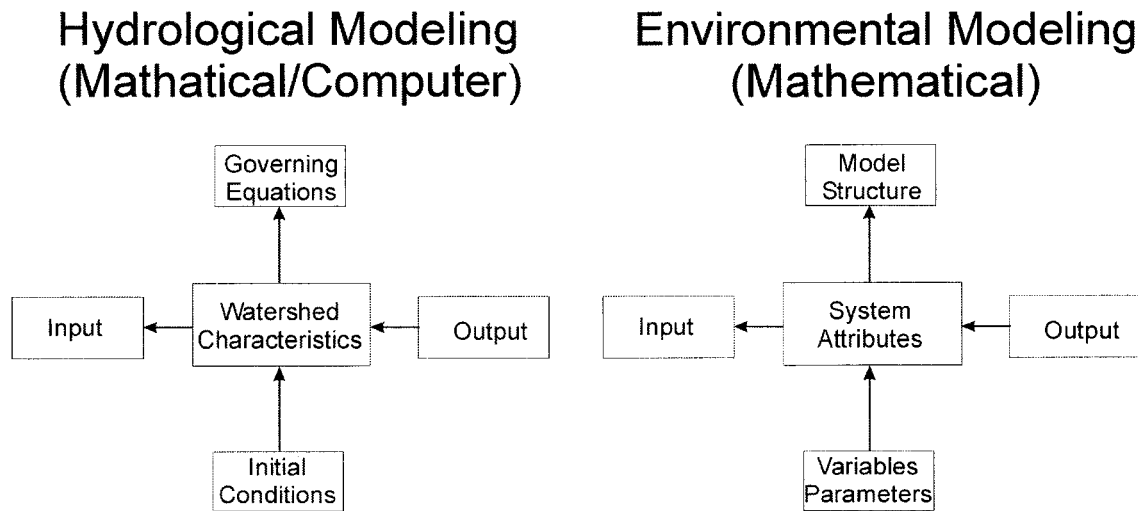 Hydrological Modeling
(Mathatical/Computer)
Governing
Equations
Input
Watershed
Characteristics
Output
Initial
Conditions
Environmental Modeling
(Mathematical)
Model
Structure
Input
System
Attributes
Output
Variables
Parameters